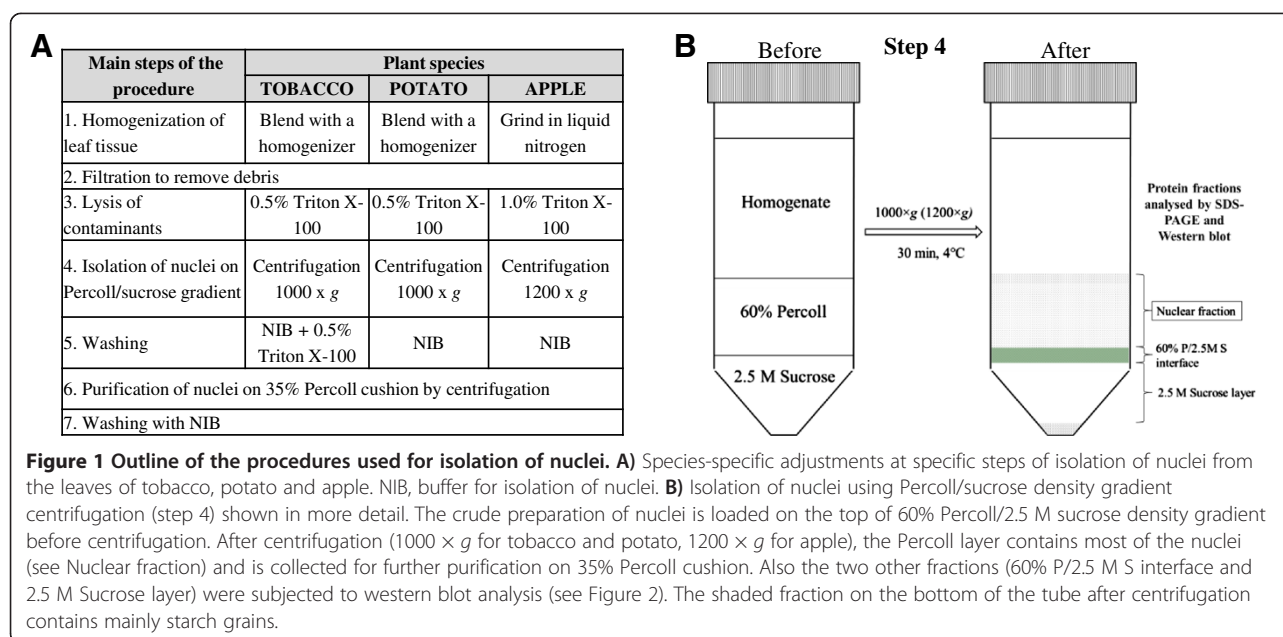 A
Main steps of the procedure
Plant species
TOBACCO
POTATO
APPLE
1. Homogenization of
leaf tissue
Blend with a
homogenizer
Blend with a
homogenizer
Grind in liquid
nitrogen
2. Filtration to remove debris
3. Lysis of
contaminants
0.5% Triton X-
100
0.5% Triton X-
100
1.0% Triton X-
100
4. Isolation of nuclei on
Percoll/sucrose gradient
Centrifugation
1000 x g
Centrifugation
1000 x g
Centrifugation
1200 x g
5. Washing
NIB + 0.5%
Triton X-100
NIB
NIB
6. Purification of nuclei on 35% Percoll cushion by centrifugation
7. Washing with NIB
B
Before
Step 4
After
Homogenate
60% Percoll
2.5 M Sucrose
1000×g (1200×g)
30 min, 4°C
Protein fractions
analysed by SDS-
PAGE and
Western blot
Nuclear fraction
60% P/2.5M S
interface
2.5 M Sucrose layer
Figure 1 Outline of the procedures used for isolation of nuclei. A) Species-specific adjustments at specific steps of isolation of nuclei from
the leaves of tobacco, potato and apple. NIB, buffer for isolation of nuclei. B) Isolation of nuclei using Percoll/sucrose density gradient
centrifugation (step 4) shown in more detail. The crude preparation of nuclei is loaded on the top of 60% Percoll/2.5 M sucrose density gradient
before centrifugation. After centrifugation (1000 × g for tobacco and potato, 1200 × g for apple), the Percoll layer contains most of the nuclei
(see Nuclear fraction) and is collected for further purification on 35% Percoll cushion. Also the two other fractions (60% P/2.5 M S interface and
2.5 M Sucrose layer) were subjected to western blot analysis (see Figure 2). The shaded fraction on the bottom of the tube after centrifugation
contains mainly starch grains.